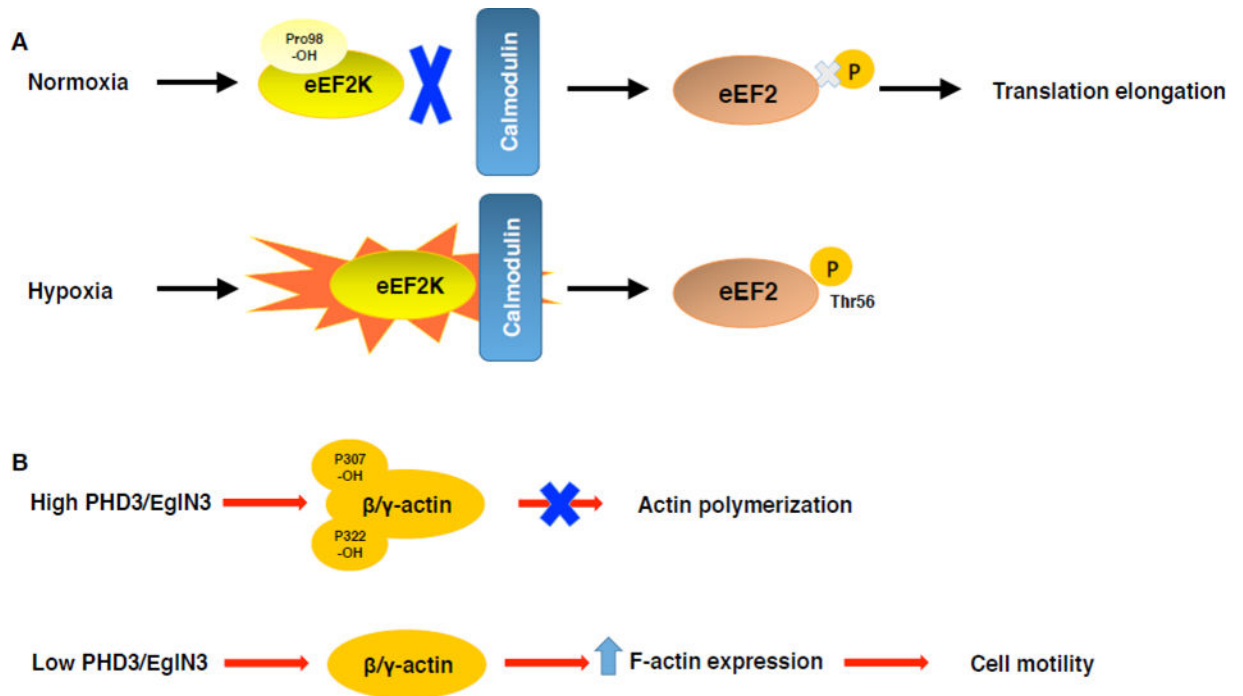 A
Normoxia
Pro98
-OH
eEF2K
Calmodulin
eEF2
P
Translation elongation
Hypoxia
eEF2K
Calmodulin
eEF2
P
Thr56
B
High PHD3/EglN3
P307
-OH
β/γ-actin
P322
-OH
Actin polymerization
Low PHD3/EglN3
β/γ-actin
F-actin expression
Cell motility